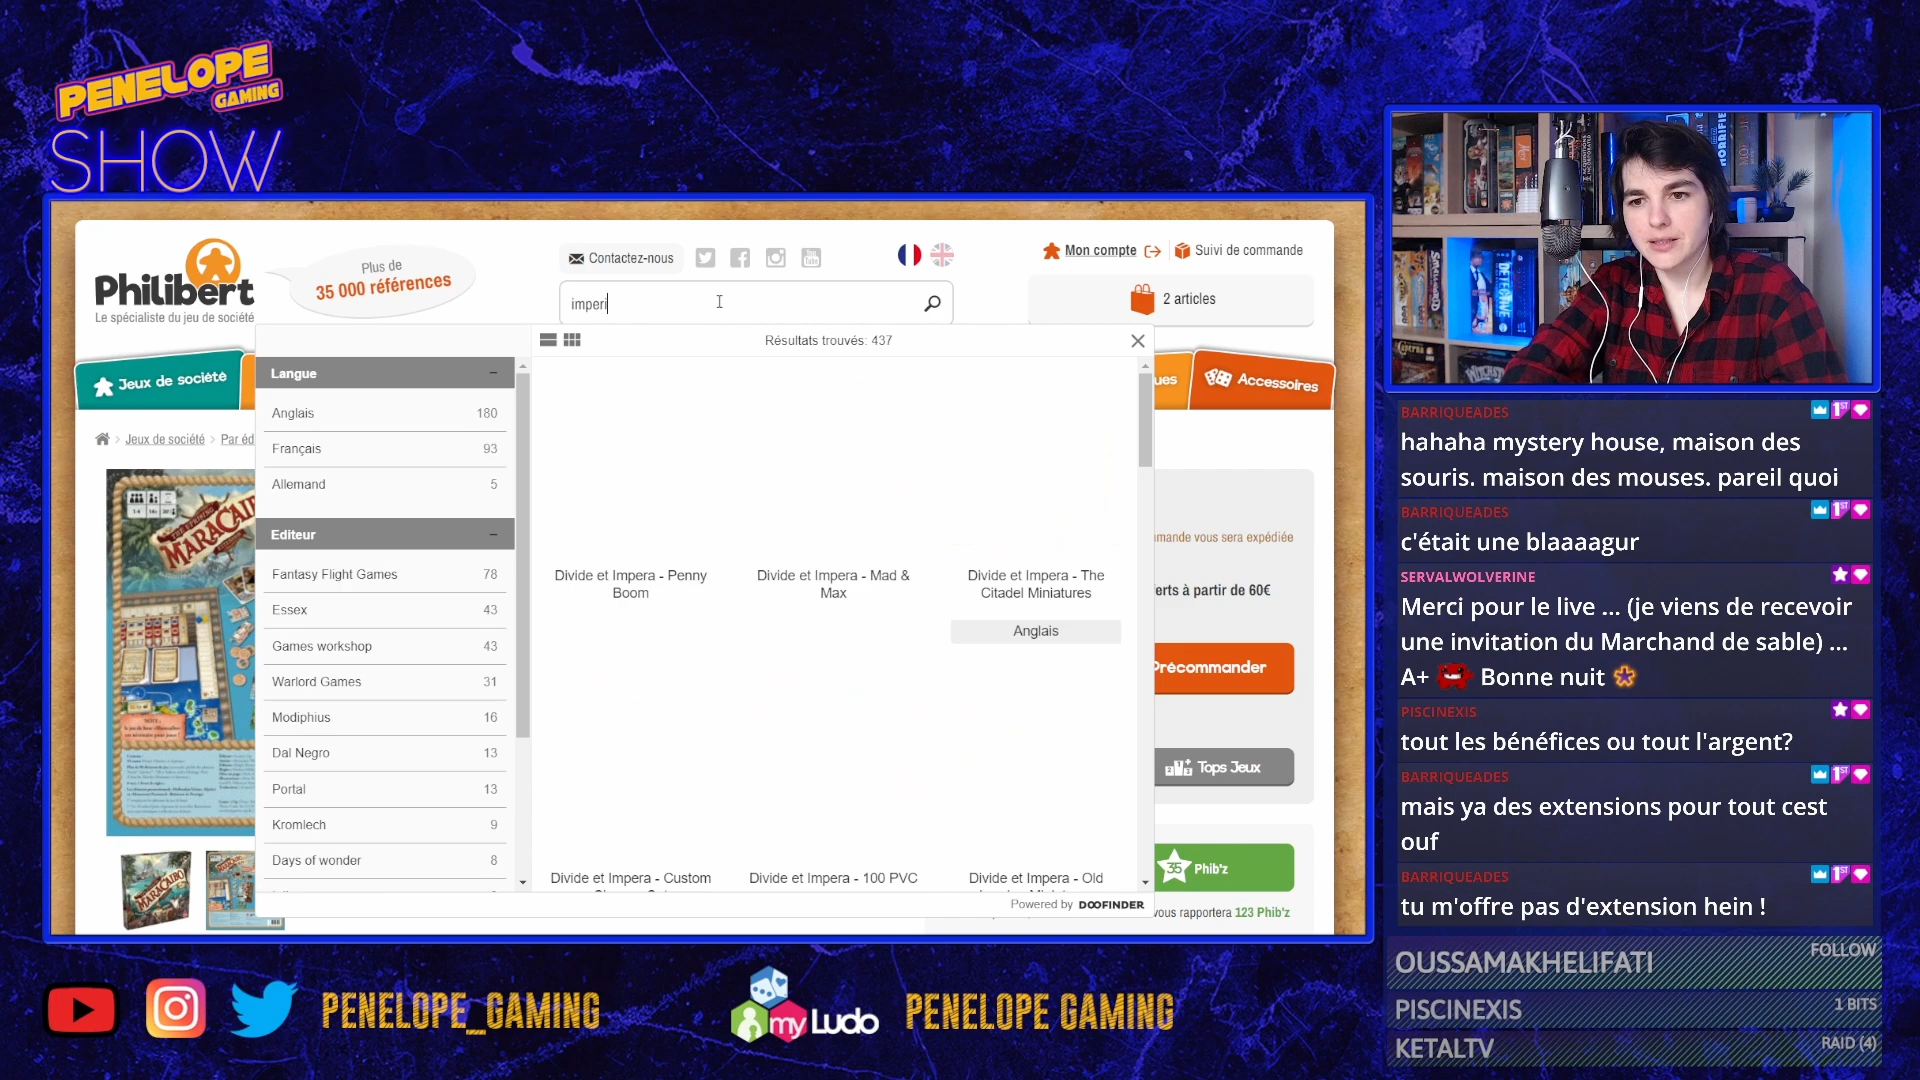 PENELOPE
GAMING
SHOW
Philibert
Le spécialiste du jeu de société
Plus de
35 000 références
Contactez-nous
Mon compte
Suivi de commande
imperi
2 articles
Résultats trouvés: 437
Jeux de société
ues
Accessoires
Jeux de société
Par éd
Langue
Anglais 180
Français 93
Allemand 5
Editeur
Fantasy Flight Games 78
Essex 43
Games workshop 43
Warlord Games 31
Modiphius 16
Dal Negro 13
Portal 13
Kromlech 9
Days of wonder 8
Divide et Impera - Penny
Boom
Divide et Impera - Mad &
Max
Divide et Impera - The
Citadel Miniatures
Anglais
Divide et Impera - Custom
Divide et Impera - 100 PVC
Divide et Impera - Old
Powered by DOOFINDER
mande vous sera expédiée
erts à partir de 60€
Précommander
Tops Jeux
35 Phib'z
vous rapportera 123 Phib'z
MARACAIBO
MARACAIBO
BARRIQUEADES
hahaha mystery house, maison des
souris. maison des mouses. pareil quoi
BARRIQUEADES
c'était une blaaaagur
SERVALWOLVERINE
Merci pour le live ... (je viens de recevoir
une invitation du Marchand de sable) ...
A+ Bonne nuit
PISCINEXIS
tout les bénéfices ou tout l'argent?
BARRIQUEADES
mais ya des extensions pour tout cest
ouf
BARRIQUEADES
tu m'offre pas d'extension hein !
OUSSAMAKHELIFATI FOLLOW
PISCINEXIS 1 BITS
KETALTV RAID (4)
PENELOPE_GAMING
myLudo
PENELOPE GAMING